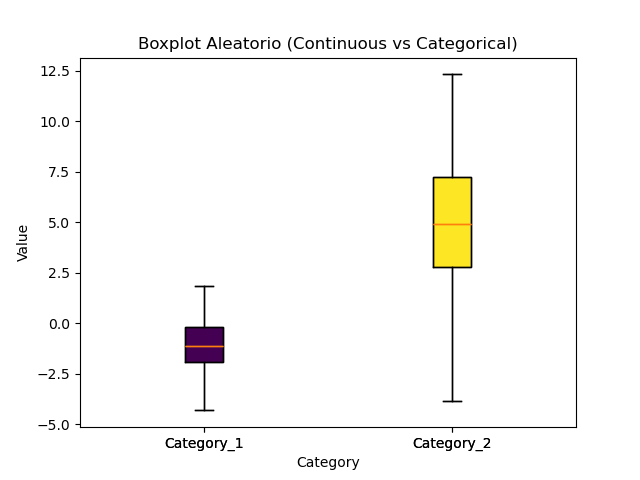 Boxplot Aleatorio (Continuous vs Categorical)
12.5
10.0
7.5
5.0
2.5
0.0
−2.5
−5.0
Value
Category_1 Category_2
Category